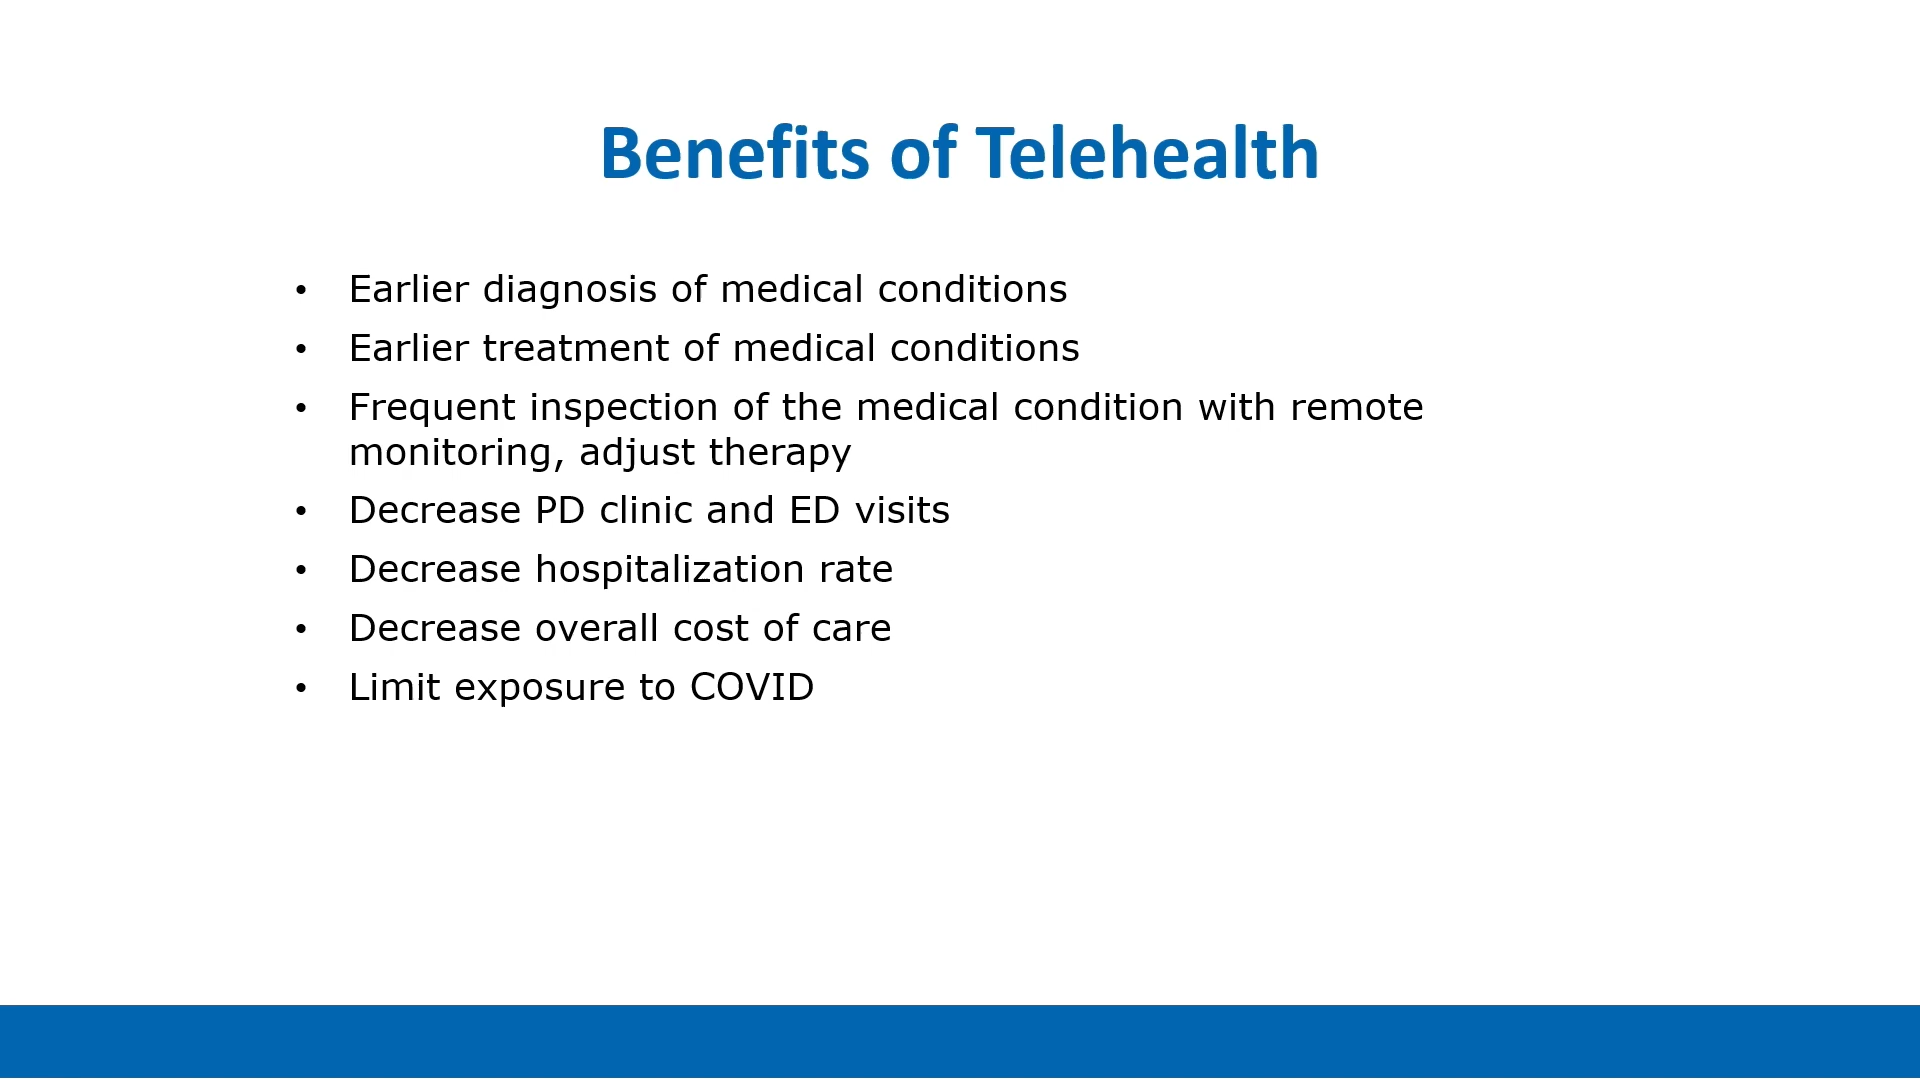 Benefits of Telehealth
• Earlier diagnosis of medical conditions
• Earlier treatment of medical conditions
• Frequent inspection of the medical condition with remote
monitoring, adjust therapy
• Decrease PD clinic and ED visits
• Decrease hospitalization rate
• Decrease overall cost of care
• Limit exposure to COVID